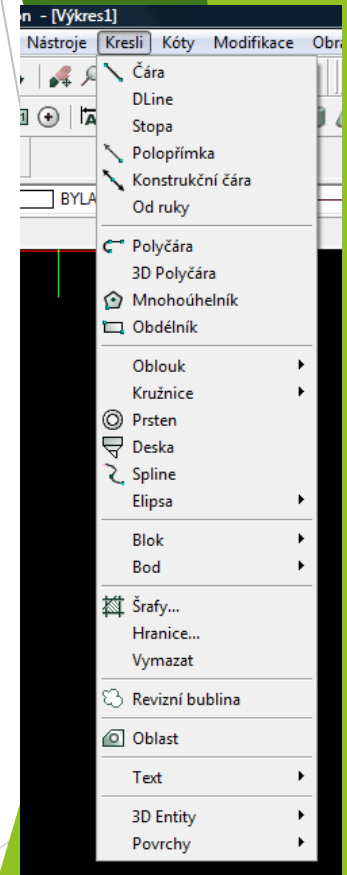 on - [Výkres1]
Nástroje Kresli Kóty Modifikace Obra
Čára
DLine
Stopa
Polopřímka
Konstrukční čára
BYLA
Od ruky
Polyčára
3D Polyčára
Mnohoúhelník
Obdélník
Oblouk
Kružnice
Prsten
Deska
Spline
Elipsa
Blok
Bod
Šrafy...
Hranice...
Vymazat
Revizní bublina
Oblast
Text
3D Entity
Povrchy